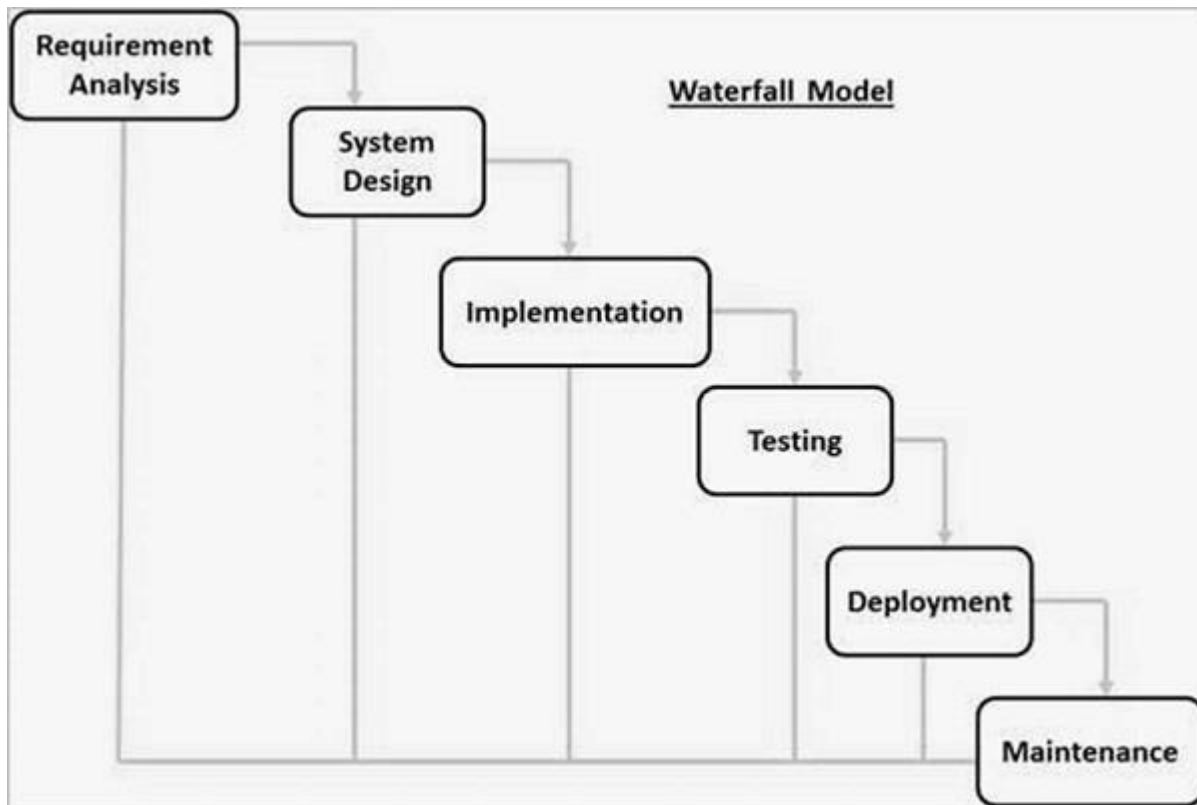 Requirement
Analysis
Waterfall Model
System
Design
Implementation
Testing
Deployment
Maintenance